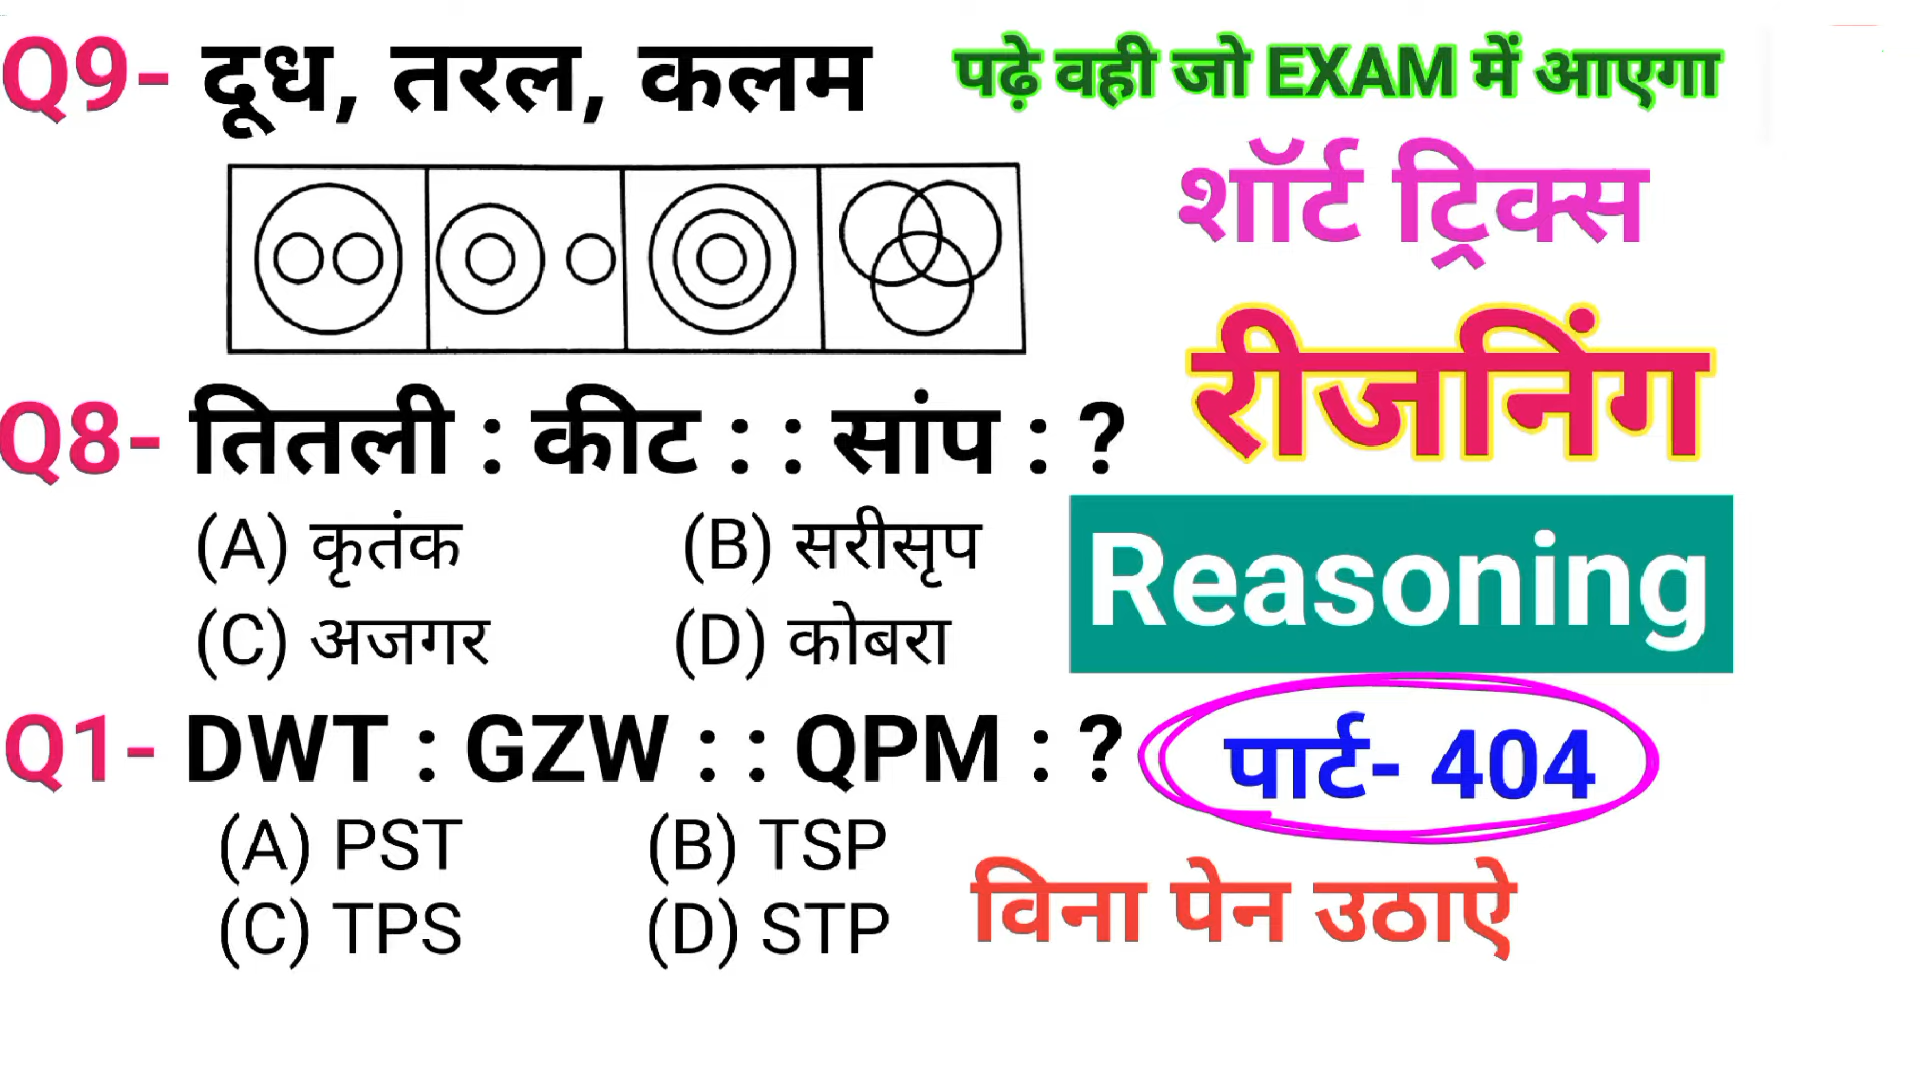 Q9- दूध, तरल, कलम
पढ़े वही जो EXAM में आएगा
शॉर्ट ट्रिक्स
रीजनिंग
Q8- तितली : कीट : : सांप : ?
(A) कृतंक (B) सरीसृप
(C) अजगर (D) कोबरा
Reasoning
Q1- DWT : GZW : : QPM : ?
(A) PST (B) TSP
(C) TPS (D) STP
पार्ट- 404
विना पेन उठाऐ